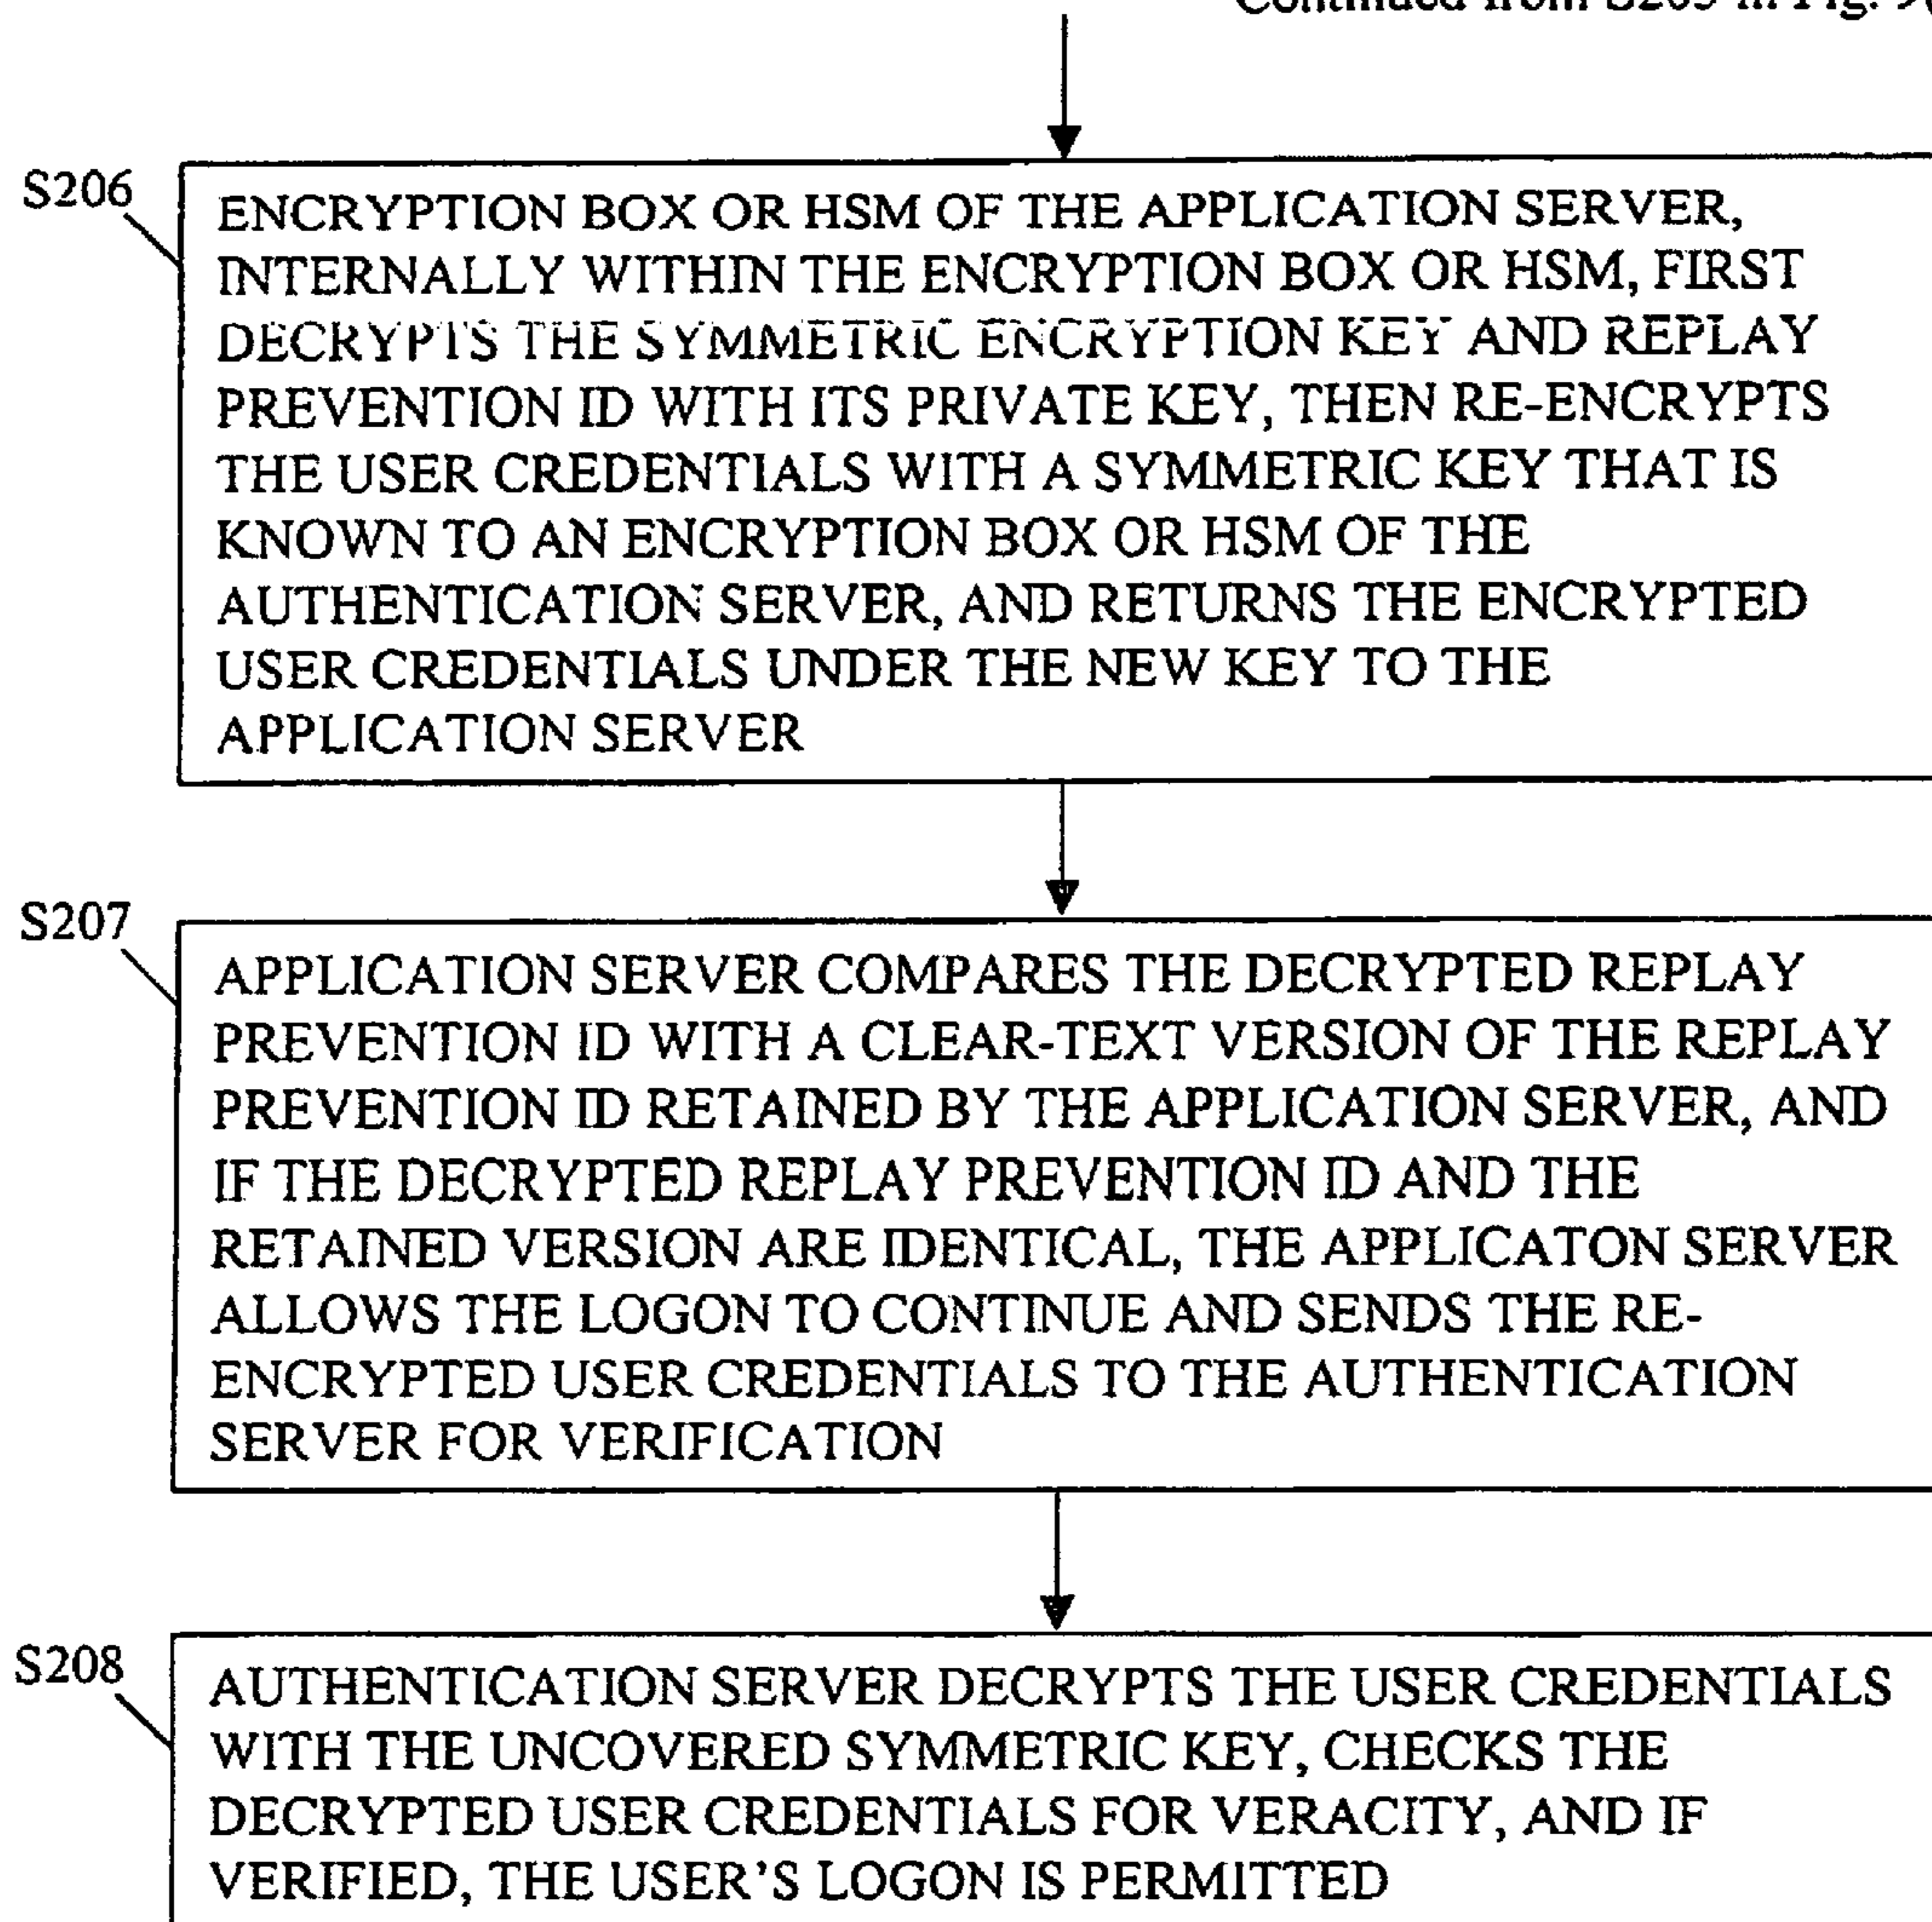 Continued from S205 in Fig. 9(
S206
ENCRYPTION BOX OR HSM OF THE APPLICATION SERVER,
INTERNALLY WITHIN THE ENCRYPTION BOX OR HSM, FIRST
DECRYPTS THE SYMMETRIC ENCRYPTION KEY AND REPLAY
PREVENTION ID WITH ITS PRIVATE KEY, THEN RE-ENCRYPTS
THE USER CREDENTIALS WITH A SYMMETRIC KEY THAT IS
KNOWN TO AN ENCRYPTION BOX OR HSM OF THE
AUTHENTICATION SERVER, AND RETURNS THE ENCRYPTED
USER CREDENTIALS UNDER THE NEW KEY TO THE
APPLICATION SERVER
S207
APPLICATION SERVER COMPARES THE DECRYPTED REPLAY
PREVENTION ID WITH A CLEAR-TEXT VERSION OF THE REPLAY
PREVENTION ID RETAINED BY THE APPLICATION SERVER, AND
IF THE DECRYPTED REPLAY PREVENTION ID AND THE
RETAINED VERSION ARE IDENTICAL, THE APPLICATON SERVER
ALLOWS THE LOGON TO CONTINUE AND SENDS THE RE-
ENCRYPTED USER CREDENTIALS TO THE AUTHENTICATION
SERVER FOR VERIFICATION
S208
AUTHENTICATION SERVER DECRYPTS THE USER CREDENTIALS
WITH THE UNCOVERED SYMMETRIC KEY, CHECKS THE
DECRYPTED USER CREDENTIALS FOR VERACITY, AND IF
VERIFIED, THE USER'S LOGON IS PERMITTED